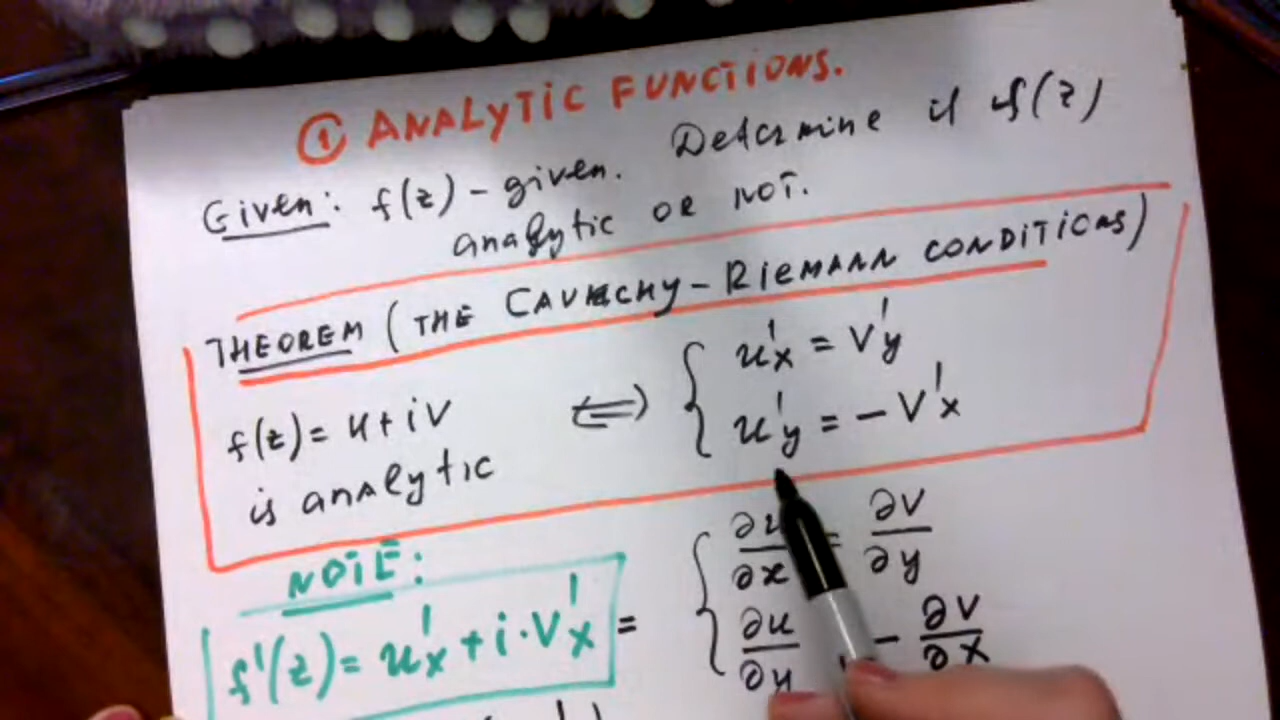 ① ANALYTIC FUNCTIONS.
Given: f(z) - given. Determine if f(z)
analytic OR NOT.
THEOREM (THE CAUCHY-RIEMANN CONDITIONS)
f(z) = u + iv ⇔ { u'x = v'y
is analytic { u'y = - v'x
NOTE: { ∂u/∂x = ∂v/∂y
f'(z) = u'x + i · v'x = { ∂u/∂y - ∂v/∂x